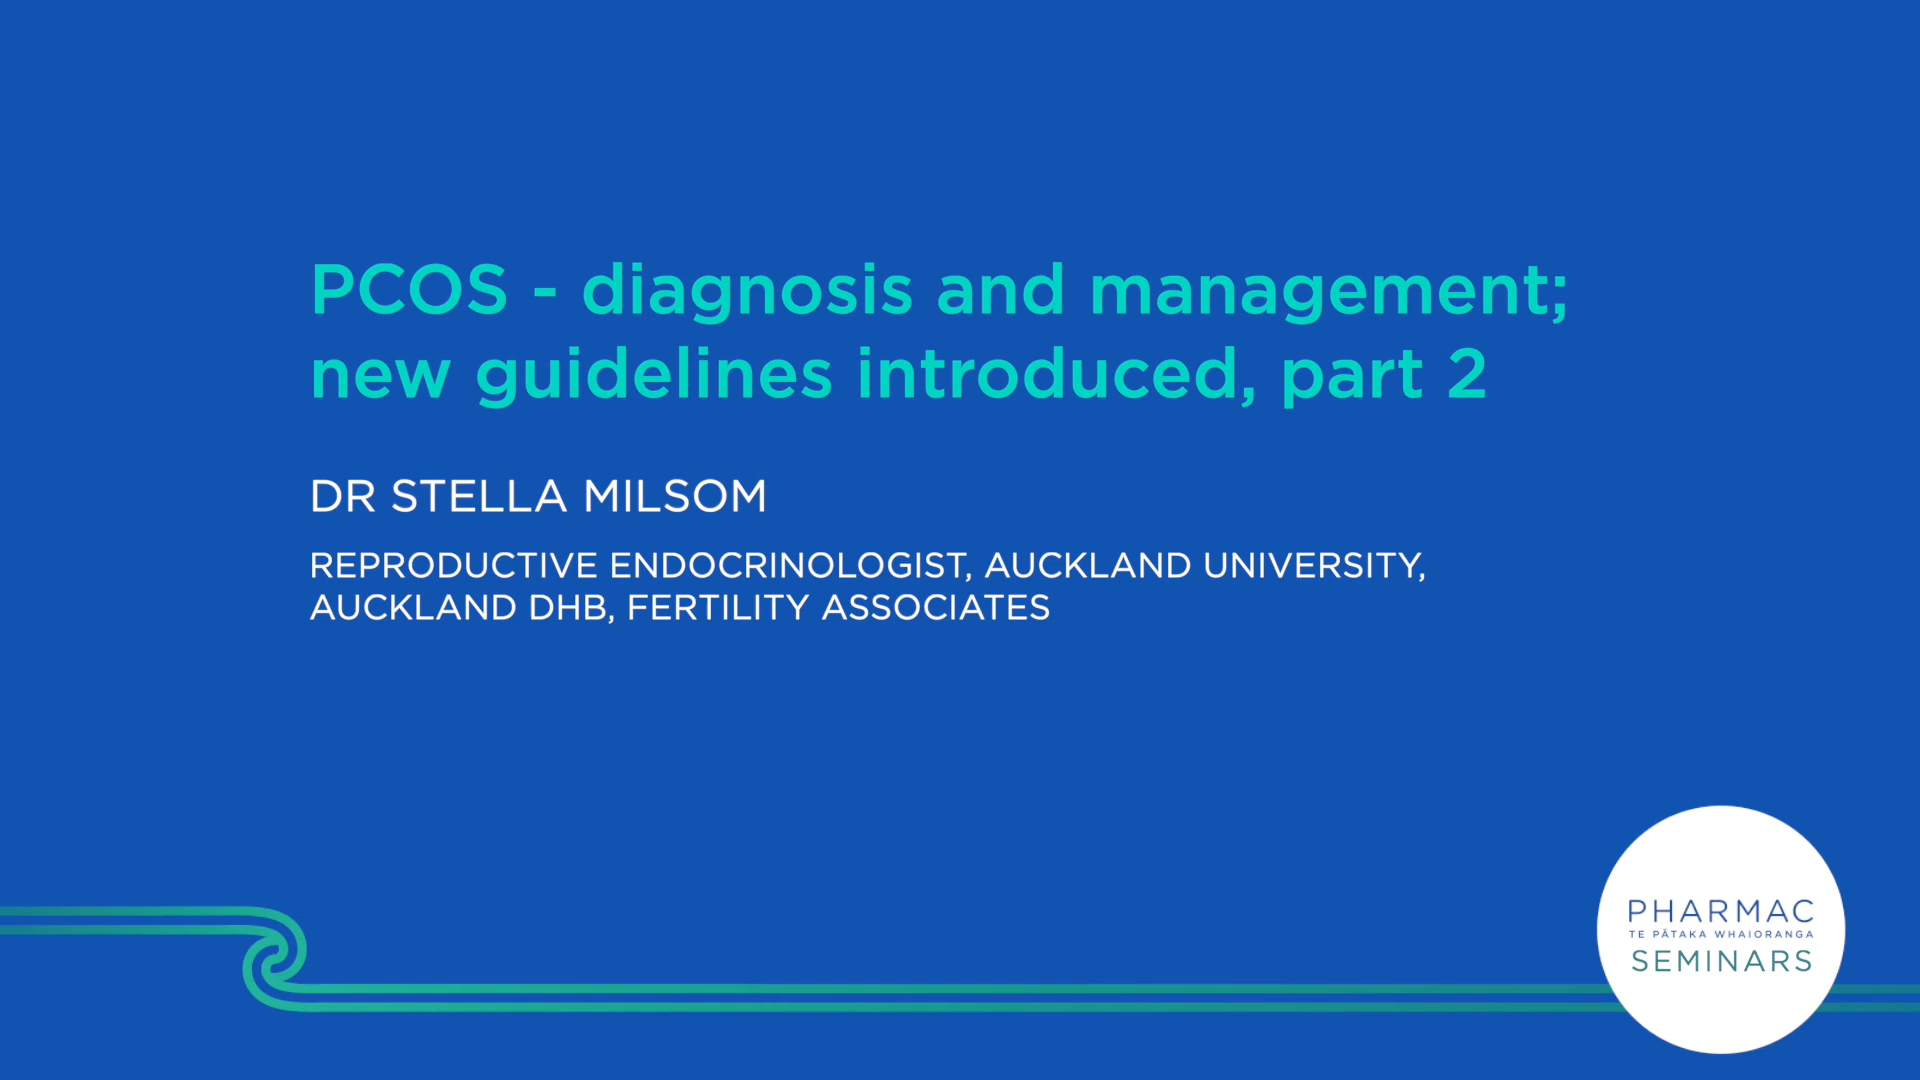 PCOS - diagnosis and management;
new guidelines introduced, part 2
DR STELLA MILSOM
REPRODUCTIVE ENDOCRINOLOGIST, AUCKLAND UNIVERSITY,
AUCKLAND DHB, FERTILITY ASSOCIATES
PHARMAC
TE PĀTAKA WHAIORANGA
SEMINARS